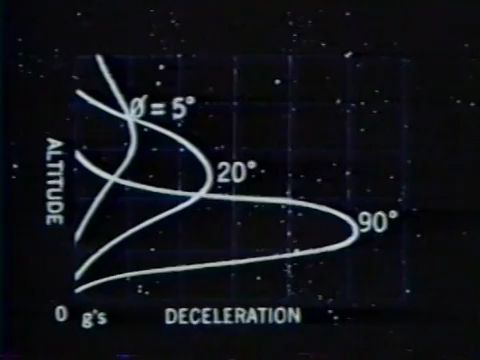 Ø = 5°
20°
90°
ALTITUDE
0 g's DECELERATION